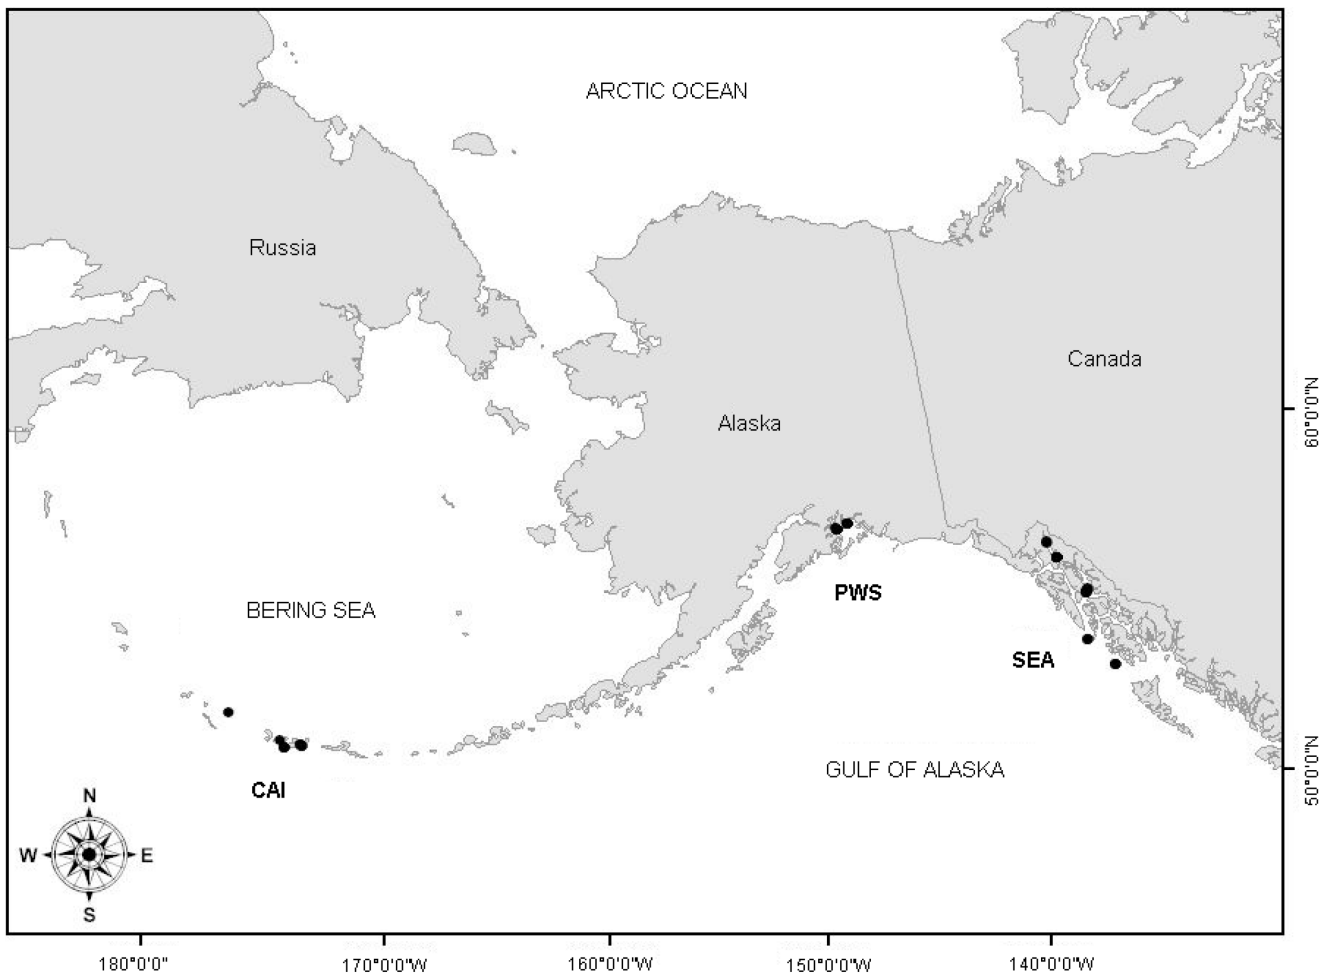 ARCTIC OCEAN
Russia
Canada
Alaska
60°0'0"N
PWS
BERING SEA
SEA
GULF OF ALASKA
50°0'0"N
CAI
N
W E
S
180°0'0" 170°0'0"W 160°0'0"W 150°0'0"W 140°0'0"W